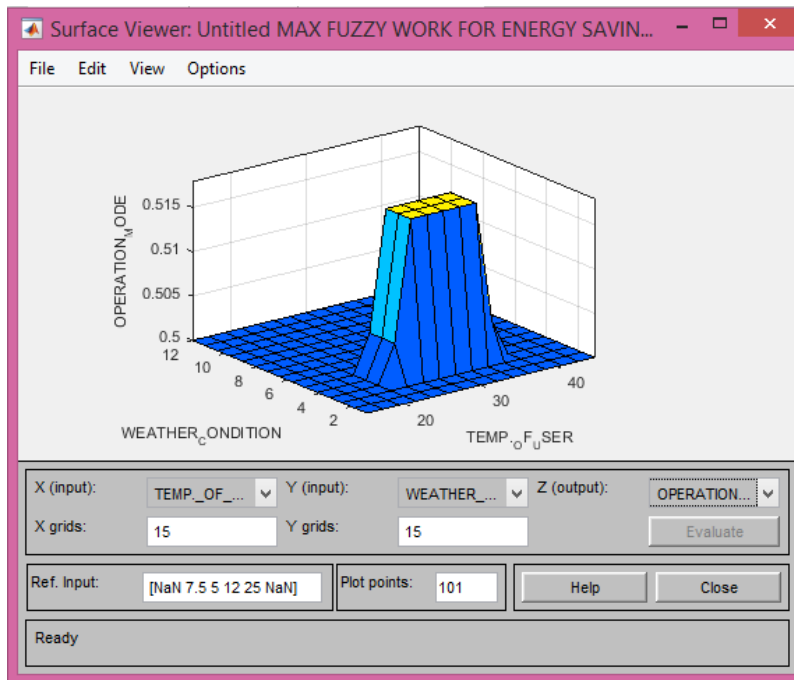 Surface Viewer: Untitled MAX FUZZY WORK FOR ENERGY SAVIN...
File Edit View Options
0.515
0.51
0.505
0.5
OPERATION_MODE
12 10 8 6 4 2
20 30 40
WEATHER_CONDITION
TEMP._OF_USER
X (input): TEMP._OF_... Y (input): WEATHER_... Z (output): OPERATION...
X grids: 15 Y grids: 15 Evaluate
Ref. Input: [NaN 7.5 5 12 25 NaN] Plot points: 101 Help Close
Ready